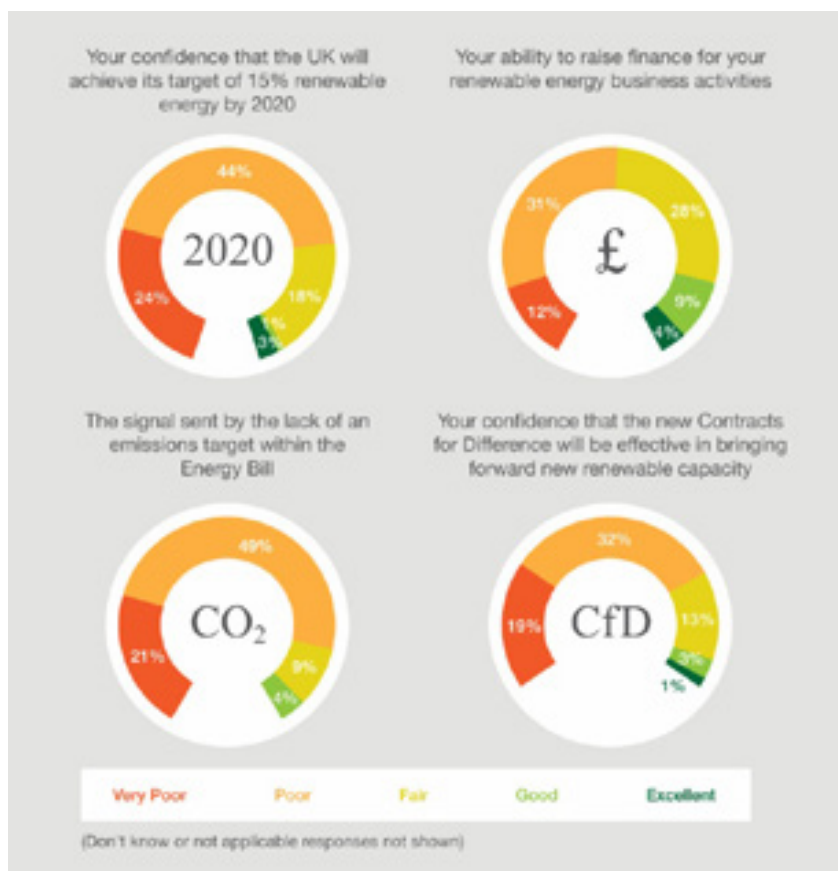 Your confidence that the UK will
achieve its target of 15% renewable
energy by 2020
44%
2020
24%
18%
1%
3%
Your ability to raise finance for your
renewable energy business activities
31%
28%
£
12%
9%
4%
The signal sent by the lack of an
emissions target within the
Energy Bill
49%
CO₂
21%
9%
4%
Your confidence that the new Contracts
for Difference will be effective in bringing
forward new renewable capacity
32%
19%
CfD
13%
3%
1%
Very Poor Poor Fair Good Excellent
(Don't know or not applicable responses not shown)